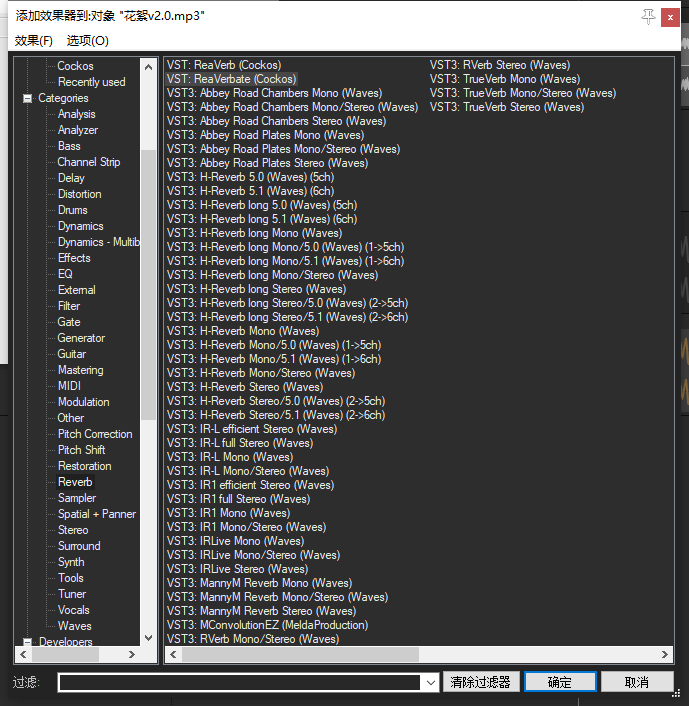 添加效果器到:对象 "花絮v2.0.mp3"
效果(F) 选项(O)
Cockos
Recently used
Categories
Analysis
Analyzer
Bass
Channel Strip
Delay
Distortion
Drums
Dynamics
Dynamics - Multib
Effects
EQ
External
Filter
Gate
Generator
Guitar
Mastering
MIDI
Modulation
Other
Pitch Correction
Pitch Shift
Restoration
Reverb
Sampler
Spatial + Panner
Stereo
Surround
Synth
Tools
Tuner
Vocals
Waves
Developers
VST: ReaVerb (Cockos)
VST: ReaVerbate (Cockos)
VST3: Abbey Road Chambers Mono (Waves)
VST3: Abbey Road Chambers Mono/Stereo (Waves)
VST3: Abbey Road Chambers Stereo (Waves)
VST3: Abbey Road Plates Mono (Waves)
VST3: Abbey Road Plates Mono/Stereo (Waves)
VST3: Abbey Road Plates Stereo (Waves)
VST3: H-Reverb 5.0 (Waves) (5ch)
VST3: H-Reverb 5.1 (Waves) (6ch)
VST3: H-Reverb long 5.0 (Waves) (5ch)
VST3: H-Reverb long 5.1 (Waves) (6ch)
VST3: H-Reverb long Mono (Waves)
VST3: H-Reverb long Mono/5.0 (Waves) (1->5ch)
VST3: H-Reverb long Mono/5.1 (Waves) (1->6ch)
VST3: H-Reverb long Mono/Stereo (Waves)
VST3: H-Reverb long Stereo (Waves)
VST3: H-Reverb long Stereo/5.0 (Waves) (2->5ch)
VST3: H-Reverb long Stereo/5.1 (Waves) (2->6ch)
VST3: H-Reverb Mono (Waves)
VST3: H-Reverb Mono/5.0 (Waves) (1->5ch)
VST3: H-Reverb Mono/5.1 (Waves) (1->6ch)
VST3: H-Reverb Mono/Stereo (Waves)
VST3: H-Reverb Stereo (Waves)
VST3: H-Reverb Stereo/5.0 (Waves) (2->5ch)
VST3: H-Reverb Stereo/5.1 (Waves) (2->6ch)
VST3: IR-L efficient Stereo (Waves)
VST3: IR-L full Stereo (Waves)
VST3: IR-L Mono (Waves)
VST3: IR-L Mono/Stereo (Waves)
VST3: IR1 efficient Stereo (Waves)
VST3: IR1 full Stereo (Waves)
VST3: IR1 Mono (Waves)
VST3: IR1 Mono/Stereo (Waves)
VST3: IRLive Mono (Waves)
VST3: IRLive Mono/Stereo (Waves)
VST3: IRLive Stereo (Waves)
VST3: MannyM Reverb Mono (Waves)
VST3: MannyM Reverb Mono/Stereo (Waves)
VST3: MannyM Reverb Stereo (Waves)
VST3: MConvolutionEZ (MeldaProduction)
VST3: RVerb Mono/Stereo (Waves)
VST3: RVerb Stereo (Waves)
VST3: TrueVerb Mono (Waves)
VST3: TrueVerb Mono/Stereo (Waves)
VST3: TrueVerb Stereo (Waves)
过滤: 清除过滤器 确定 取消